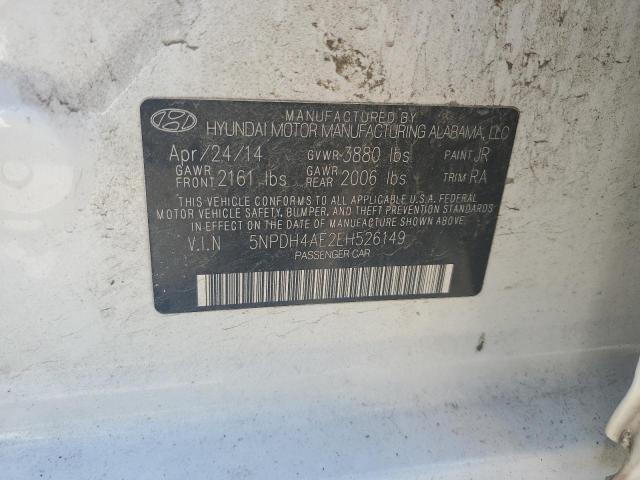 MANUFACTURED BY
HYUNDAI MOTOR MANUFACTURING ALABAMA, LLC
Apr/24/14 GVWR 3880 lbs PAINT JR
GAWR FRONT 2161 lbs GAWR REAR 2006 lbs TRIM RA
THIS VEHICLE CONFORMS TO ALL APPLICABLE U.S.A. FEDERAL
MOTOR VEHICLE SAFETY, BUMPER, AND THEFT PREVENTION
STANDARDS IN EFFECT ON THE DATE OF MANUFACTURE SHOWN ABOVE.
V.I.N 5NPDH4AE2EH526149
PASSENGER CAR